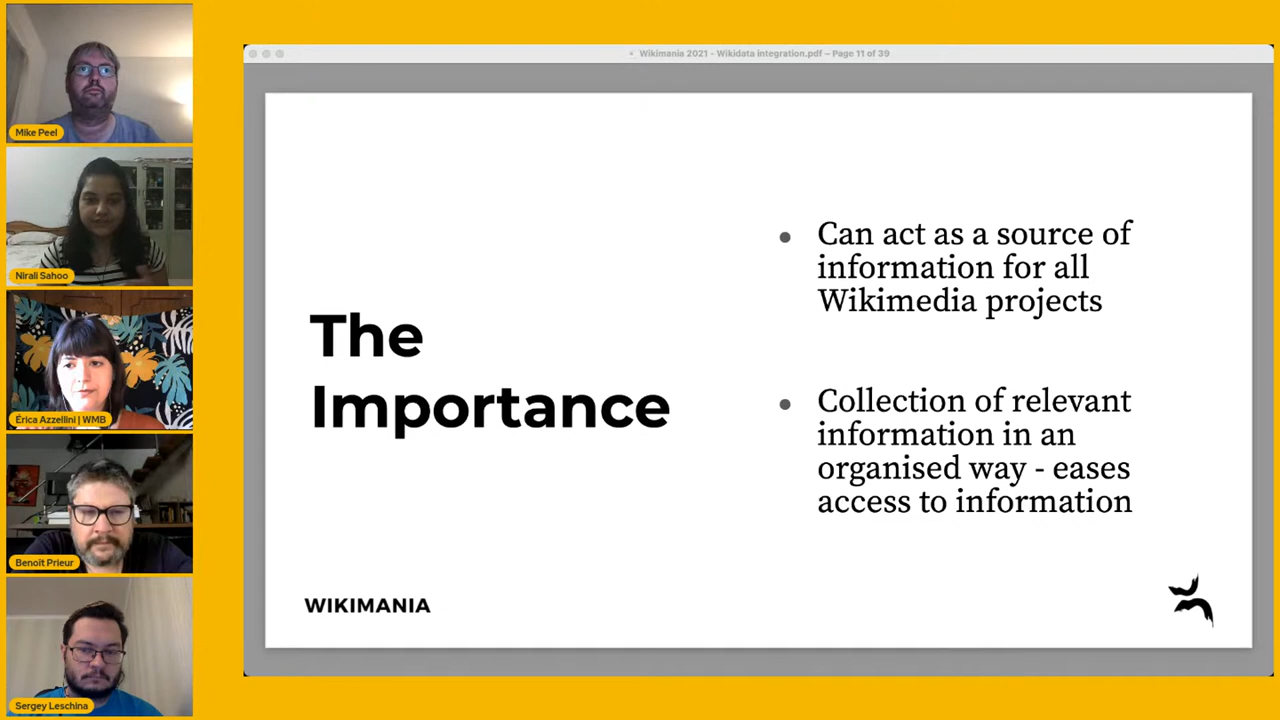 Mike Peel
Nirali Sahoo
Érica Azzellini | WMB
Benoît Prieur
Sergey Leschina
Wikimania 2021 - Wikidata integration.pdf – Page 11 of 39
The
Importance
• Can act as a source of
information for all
Wikimedia projects
• Collection of relevant
information in an
organised way - eases
access to information
WIKIMANIA